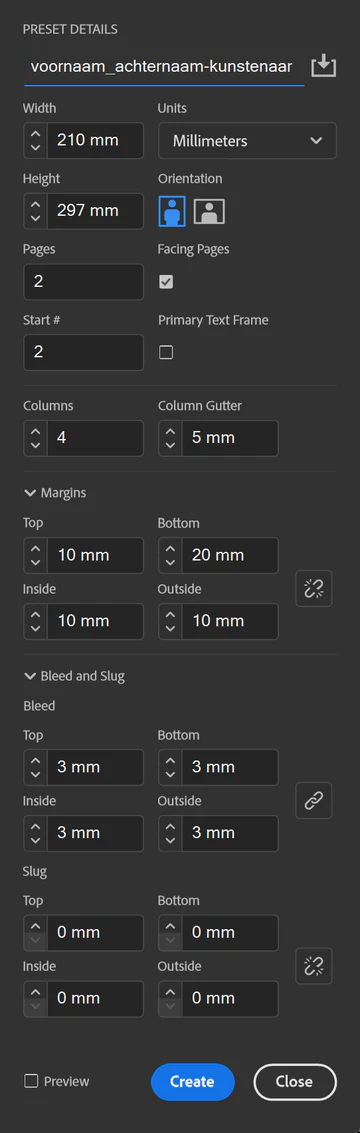 PRESET DETAILS
voornaam_achternaam-kunstenaar
Width Units
210 mm Millimeters
Height Orientation
297 mm
Pages Facing Pages
2
Start # Primary Text Frame
2
Columns Column Gutter
4 5 mm
Margins
Top Bottom
10 mm 20 mm
Inside Outside
10 mm 10 mm
Bleed and Slug
Bleed
Top Bottom
3 mm 3 mm
Inside Outside
3 mm 3 mm
Slug
Top Bottom
0 mm 0 mm
Inside Outside
0 mm 0 mm
Preview Create Close